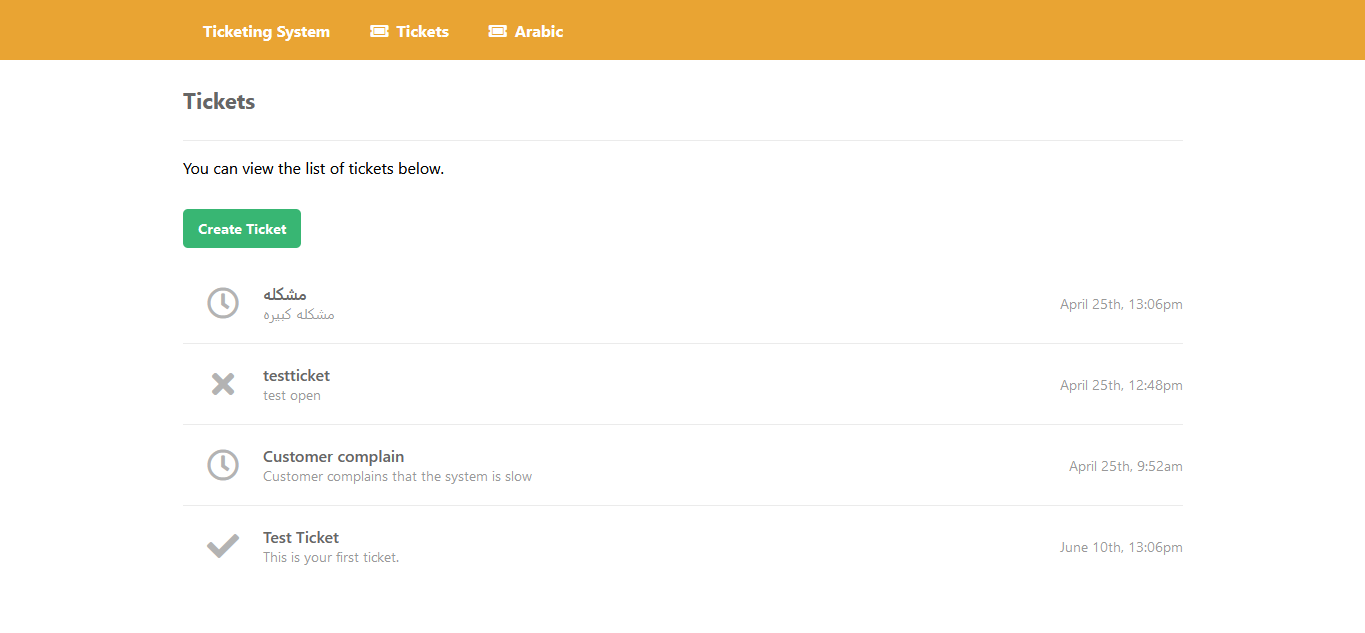 Ticketing System Tickets Arabic
Tickets
You can view the list of tickets below.
Create Ticket
مشكله
مشكله كبيره
April 25th, 13:06pm
testticket
test open
April 25th, 12:48pm
Customer complain
Customer complains that the system is slow
April 25th, 9:52am
Test Ticket
This is your first ticket.
June 10th, 13:06pm